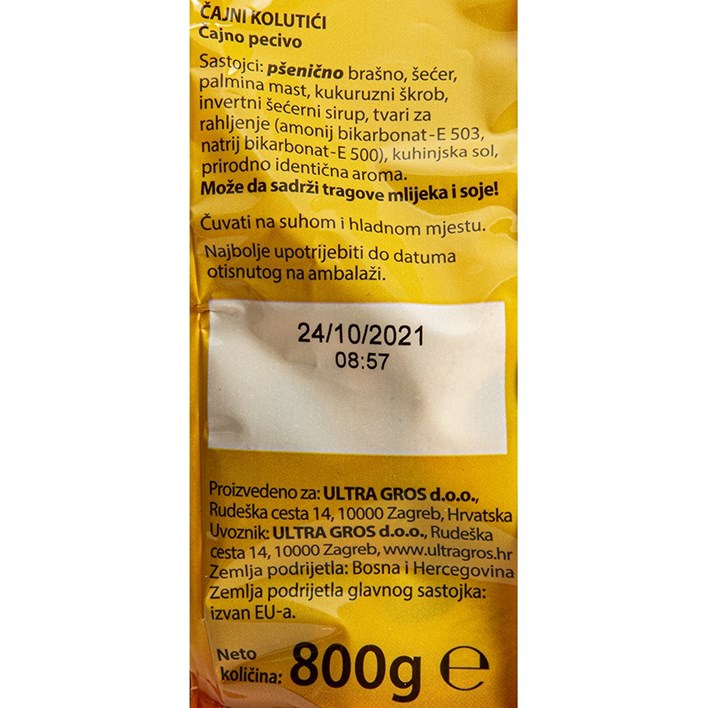 ČAJNI KOLUTIĆI
Čajno pecivo
Sastojci: pšenično brašno, šećer,
palmina mast, kukuruzni škrob,
invertni šećerni sirup, tvari za
rahljenje (amonij bikarbonat-E 503,
natrij bikarbonat-E 500), kuhinjska sol,
prirodno identična aroma.
Može da sadrži tragove mlijeka i soje!
Čuvati na suhom i hladnom mjestu.
Najbolje upotrijebiti do datuma
otisnutog na ambalaži.
24/10/2021
08:57
Proizvedeno za: ULTRA GROS d.o.o.,
Rudeška cesta 14, 10000 Zagreb, Hrvatska
Uvoznik: ULTRA GROS d.o.o., Rudeška
cesta 14, 10000 Zagreb, www.ultragros.hr
Zemlja podrijetla: Bosna i Hercegovina
Zemlja podrijetla glavnog sastojka:
izvan EU-a.
Neto
količina: 800g ℮